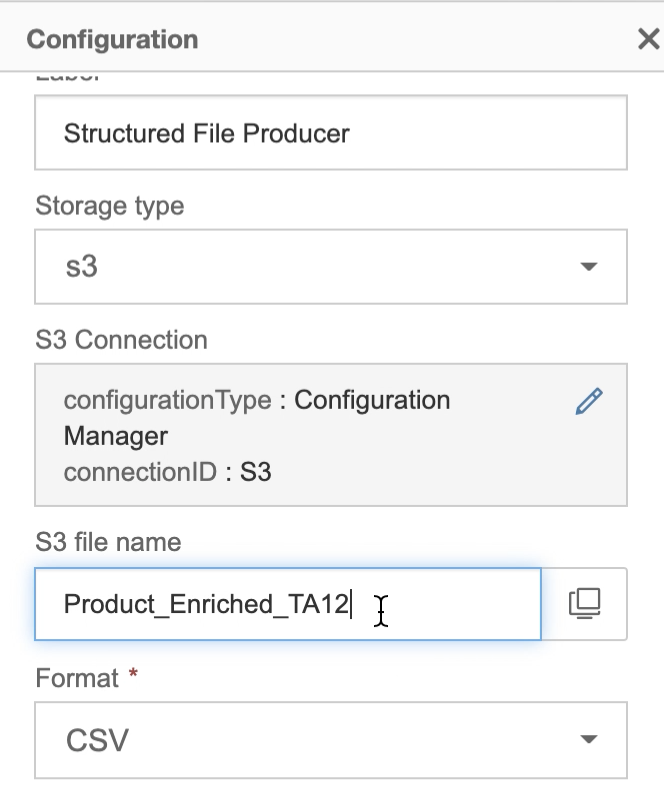 Configuration
Label
Structured File Producer
Storage type
s3
S3 Connection
configurationType : Configuration
Manager
connectionID : S3
S3 file name
Product_Enriched_TA12
Format *
CSV